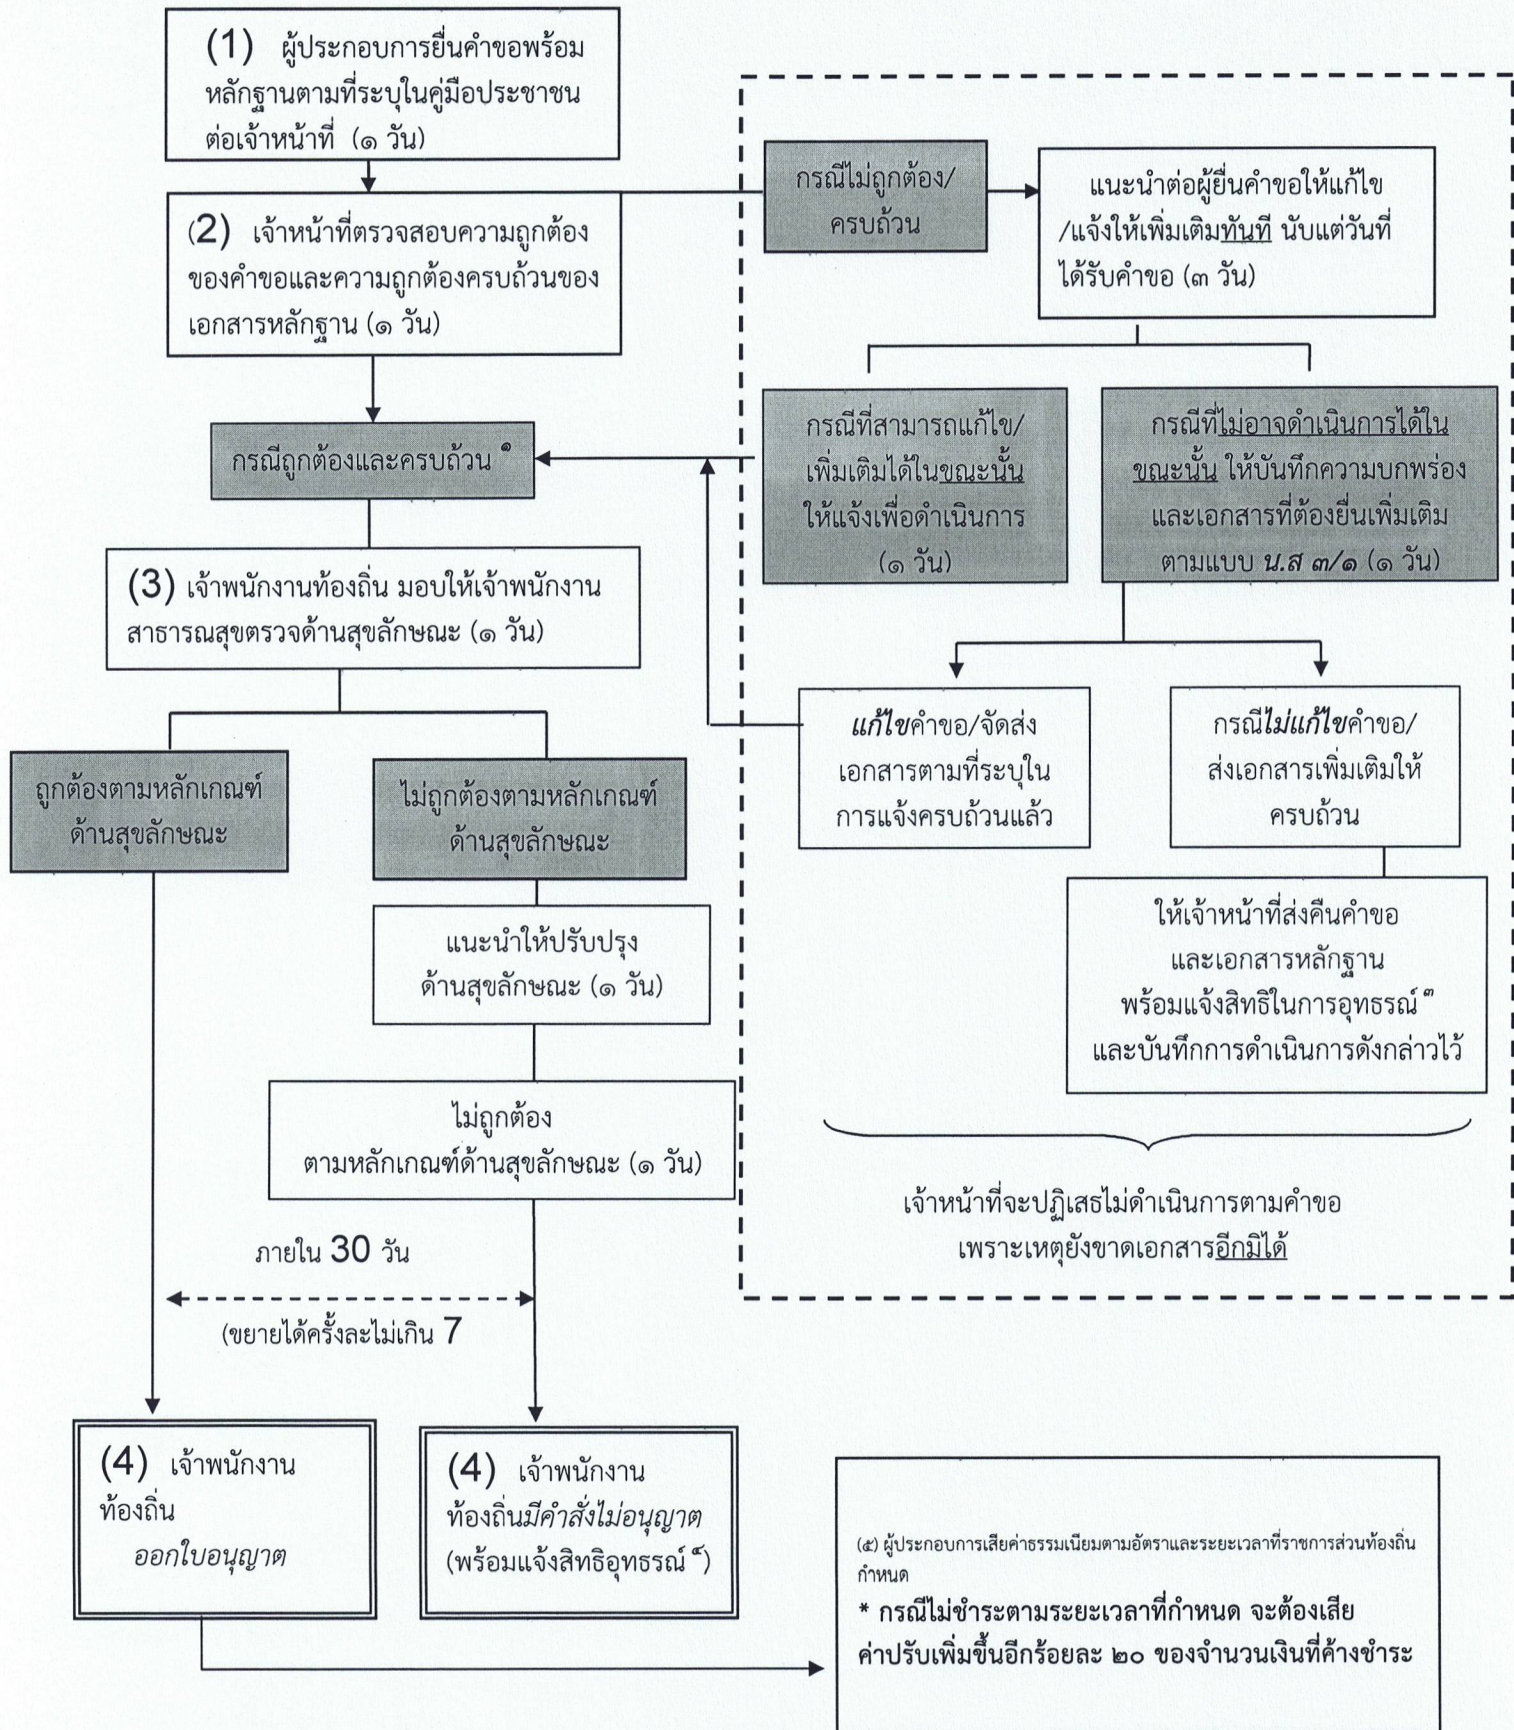 (1) ผู้ประกอบการยื่นคำขอพร้อม
หลักฐานตามที่ระบุในคู่มือประชาชน
ต่อเจ้าหน้าที่ (๑ วัน)
(2) เจ้าหน้าที่ตรวจสอบความถูกต้อง
ของคำขอและความถูกต้องครบถ้วนของ
เอกสารหลักฐาน (๑ วัน)
กรณีไม่ถูกต้อง/
ครบถ้วน
แนะนำต่อผู้ยื่นคำขอให้แก้ไข
/แจ้งให้เพิ่มเติมทันที นับแต่วันที่
ได้รับคำขอ (๓ วัน)
กรณีถูกต้องและครบถ้วน ๑
กรณีที่สามารถแก้ไข/
เพิ่มเติมได้ในขณะนั้น
ให้แจ้งเพื่อดำเนินการ
(๑ วัน)
กรณีที่ไม่อาจดำเนินการได้ใน
ขณะนั้น ให้บันทึกความบกพร่อง
และเอกสารที่ต้องยื่นเพิ่มเติม
ตามแบบ น.ส ๓/๑ (๑ วัน)
(3) เจ้าพนักงานท้องถิ่น มอบให้เจ้าพนักงาน
สาธารณสุขตรวจด้านสุขลักษณะ (๑ วัน)
แก้ไขคำขอ/จัดส่ง
เอกสารตามที่ระบุใน
การแจ้งครบถ้วนแล้ว
กรณีไม่แก้ไขคำขอ/
ส่งเอกสารเพิ่มเติมให้
ครบถ้วน
ถูกต้องตามหลักเกณฑ์
ด้านสุขลักษณะ
ไม่ถูกต้องตามหลักเกณฑ์
ด้านสุขลักษณะ
ให้เจ้าหน้าที่ส่งคืนคำขอ
และเอกสารหลักฐาน
พร้อมแจ้งสิทธิในการอุทธรณ์ ๓
และบันทึกการดำเนินการดังกล่าวไว้
แนะนำให้ปรับปรุง
ด้านสุขลักษณะ (๑ วัน)
ไม่ถูกต้อง
ตามหลักเกณฑ์ด้านสุขลักษณะ (๑ วัน)
เจ้าหน้าที่จะปฏิเสธไม่ดำเนินการตามคำขอ
เพราะเหตุยังขาดเอกสารอีกมิได้
ภายใน 30 วัน
(ขยายได้ครั้งละไม่เกิน 7
(4) เจ้าพนักงาน
ท้องถิ่น
ออกใบอนุญาต
(4) เจ้าพนักงาน
ท้องถิ่นมีคำสั่งไม่อนุญาต
(พร้อมแจ้งสิทธิอุทธรณ์ ๕)
(๕) ผู้ประกอบการเสียค่าธรรมเนียมตามอัตราและระยะเวลาที่ราชการส่วนท้องถิ่น
กำหนด
* กรณีไม่ชำระตามระยะเวลาที่กำหนด จะต้องเสีย
ค่าปรับเพิ่มขึ้นอีกร้อยละ ๒๐ ของจำนวนเงินที่ค้างชำระ